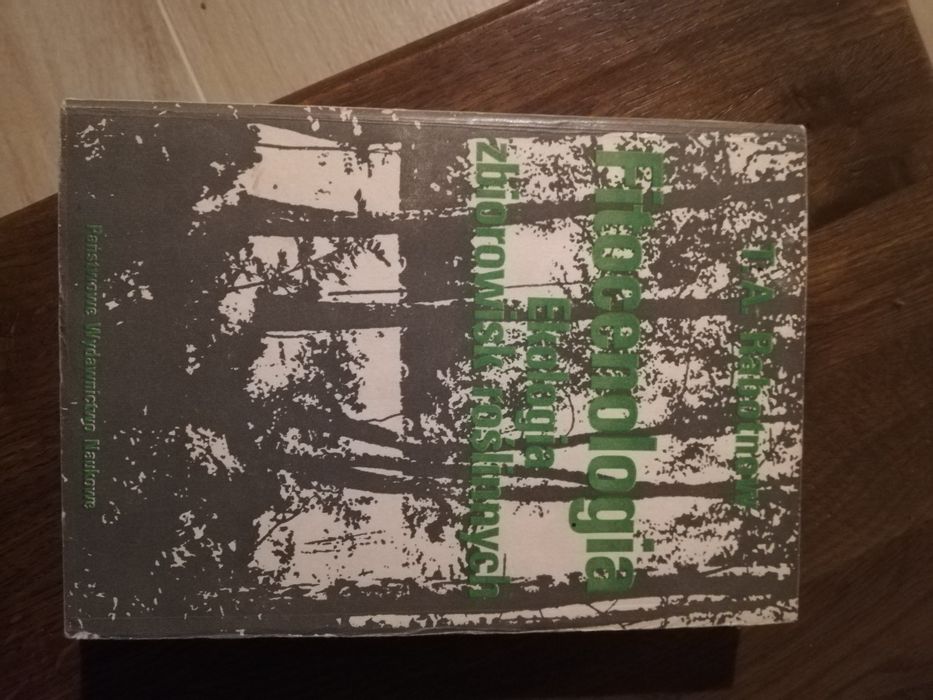 T. A. Rabotnow
Fitocenologia
Ekologia
zbiorowisk roślinnych
Państwowe Wydawnictwo Naukowe